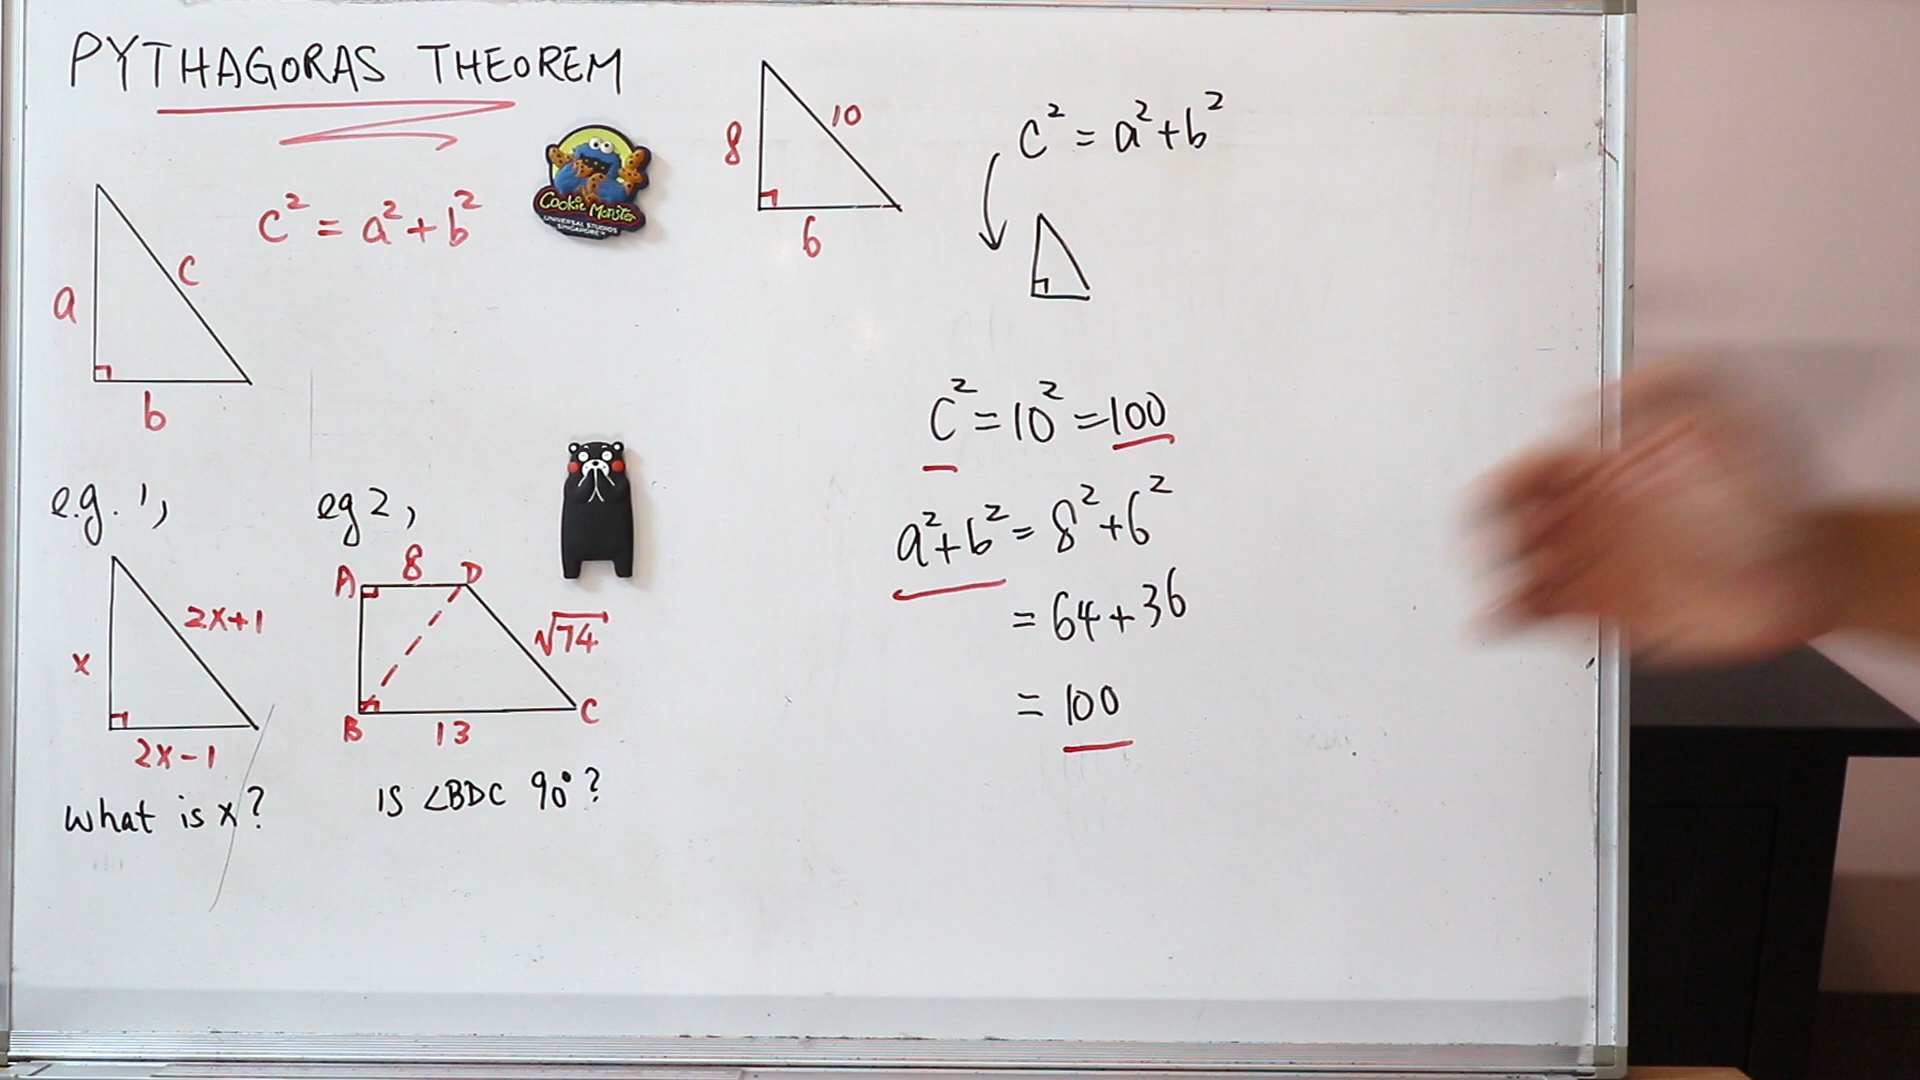 PYTHAGORAS THEOREM
a
c
b
c² = a² + b²
Cookie Monster
UNIVERSAL STUDIOS
SINGAPORE™
8
10
6
c² = a² + b²
c² = 10² = 100
a² + b² = 8² + 6²
= 64 + 36
= 100
e.g. 1,
x
2x+1
2x-1
what is x?
eg 2,
A
8
D
√74
B
13
C
IS ∠BDC 90°?